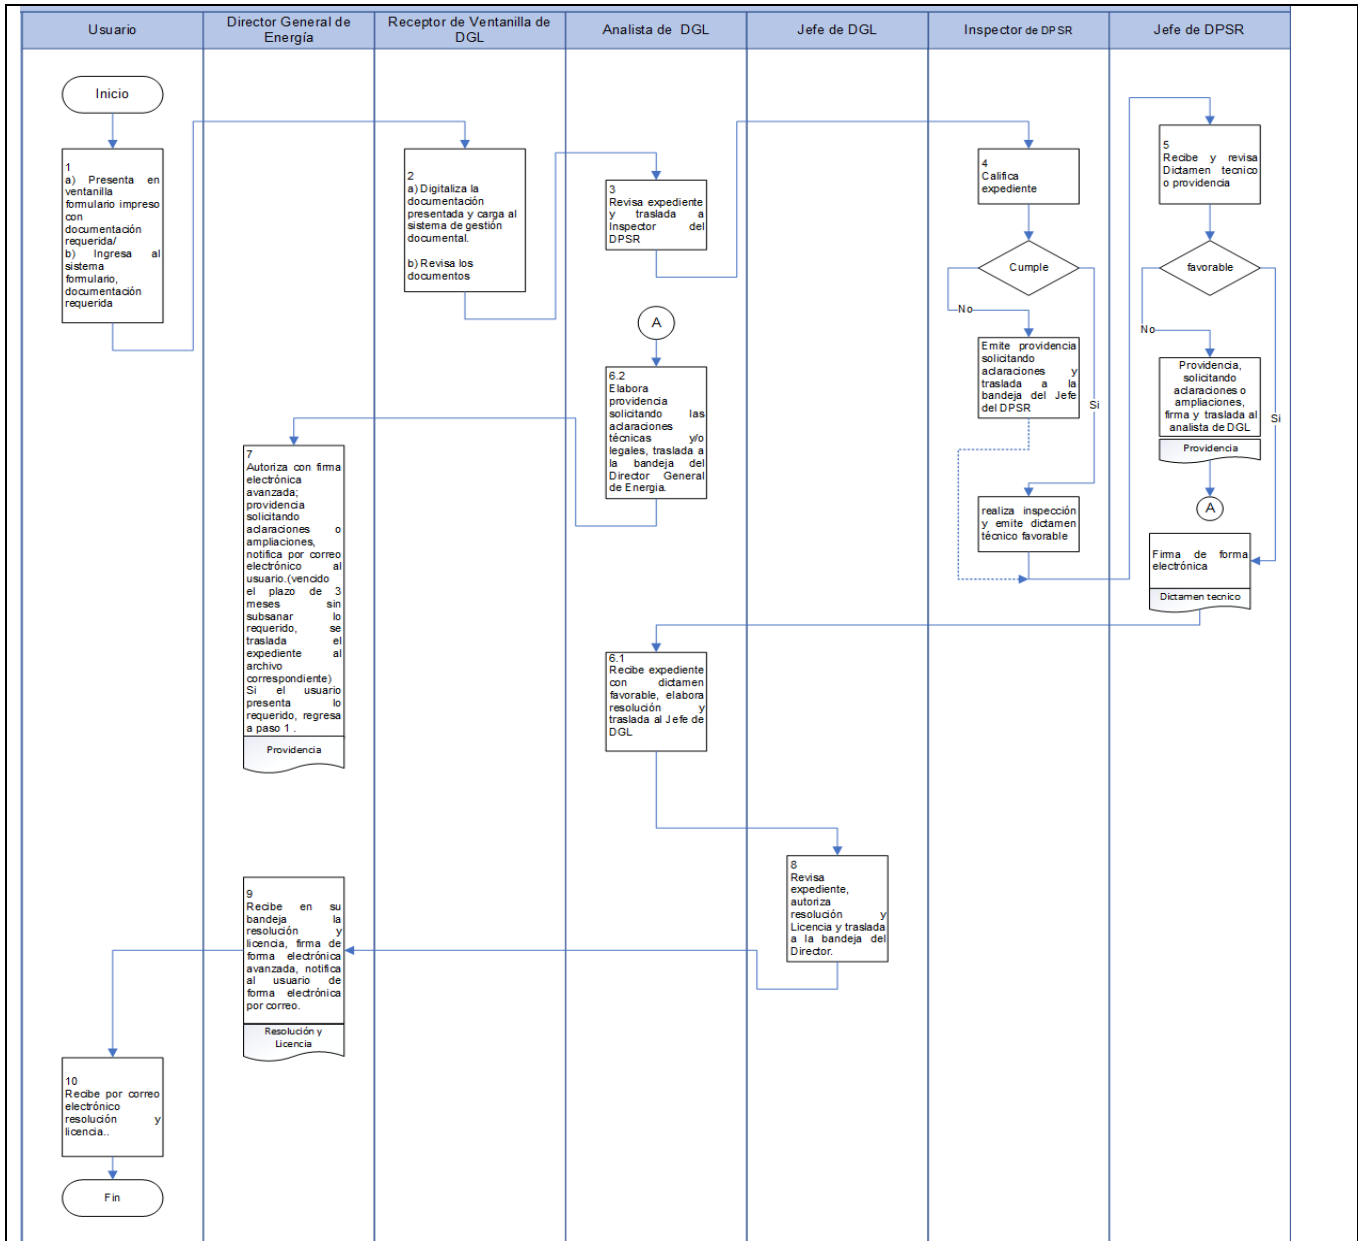 Usuario
Director General de
Energía
Receptor de Ventanilla de
DGL
Analista de DGL
Jefe de DGL
Inspector de DPSR
Jefe de DPSR
Inicio
1
a) Presenta en
ventanilla
formulario impreso
con
documentación
requerida/
b) Ingresa al
sistema
formulario,
documentación
requerida
2
a) Digitaliza la
documentación
presentada y carga al
sistema de gestión
documental.
b) Revisa los
documentos
3
Revisa expediente
y traslada a
Inspector del
DPSR
4
Califica
expediente
Cumple
No
Si
Emite providencia
solicitando
aclaraciones y
traslada a la
bandeja del Jefe
del DPSR
realiza inspección
y emite dictamen
técnico favorable
5
Recibe y revisa
Dictamen tecnico
o providencia
favorable
No
Si
Providencia,
solicitando
aclaraciones o
ampliaciones,
firma y traslada al
analista de DGL
Providencia
A
Firma de forma
electrónica
Dictamen tecnico
A
6.2
Elabora
providencia
solicitando las
aclaraciones
técnicas y/o
legales, traslada a
la bandeja del
Director General
de Energia.
7
Autoriza con firma
electrónica
avanzada;
providencia
solicitando
aclaraciones o
ampliaciones,
notifica por correo
electrónico al
usuario.(vencido
el plazo de 3
meses sin
subsanar lo
requerido, se
traslada el
expediente al
archivo
correspondiente)
Si el usuario
presenta lo
requerido, regresa
a paso 1 .
Providencia
6.1
Recibe expediente
con dictamen
favorable, elabora
resolución y
traslada al Jefe de
DGL
8
Revisa
expediente,
autoriza
resolución y
Licencia y traslada
a la bandeja del
Director.
9
Recibe en su
bandeja la
resolución y
licencia, firma de
forma electrónica
avanzada, notifica
al usuario de
forma electrónica
por correo.
Resolución y
Licencia
10
Recibe por correo
electrónico
resolución y
licencia..
Fin